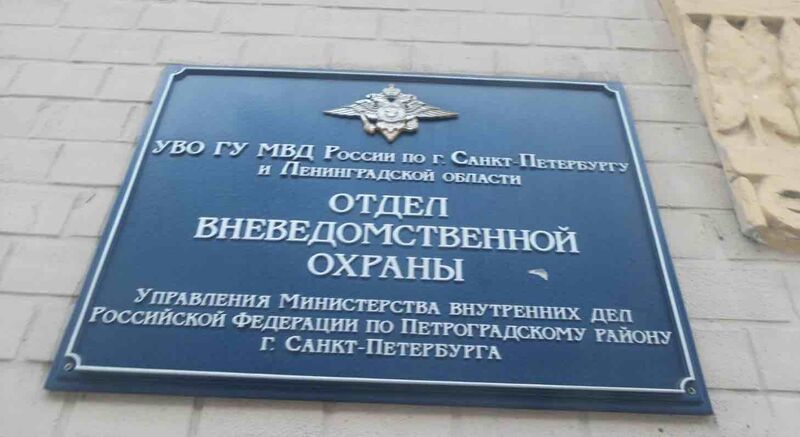 УВО ГУ МВД России по г. Санкт-Петербургу
и Ленинградской области
ОТДЕЛ
ВНЕВЕДОМСТВЕННОЙ
ОХРАНЫ
Управления Министерства внутренних дел
Российской Федерации по Петроградскому району
г. Санкт-Петербурга